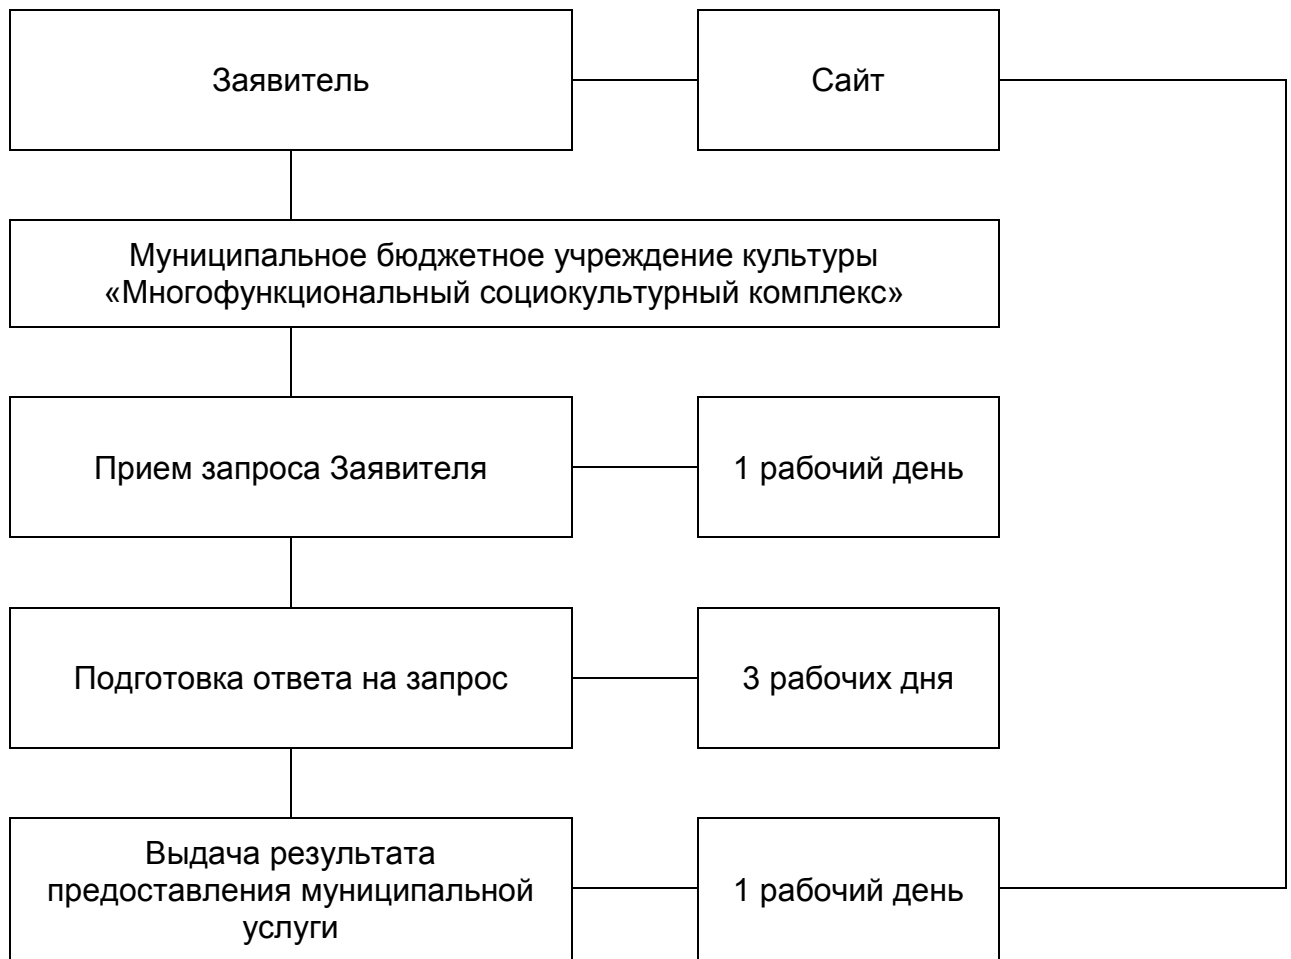 Заявитель
Сайт
Муниципальное бюджетное учреждение культуры
«Многофункциональный социокультурный комплекс»
Прием запроса Заявителя
1 рабочий день
Подготовка ответа на запрос
3 рабочих дня
Выдача результата
предоставления муниципальной
услуги
1 рабочий день